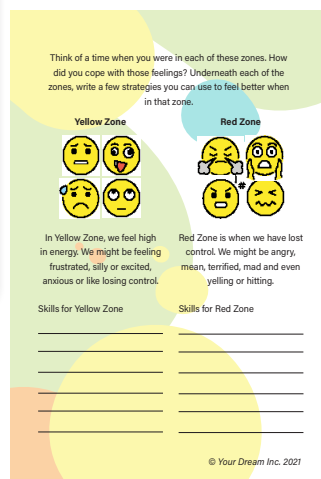 Think of a time when you were in each of these zones. How
did you cope with those feelings? Underneath each of the
zones, write a few strategies you can use to feel better when
in that zone.
Yellow Zone
In Yellow Zone, we feel high
in energy. We might be feeling
frustrated, silly or excited,
anxious or like losing control.
Skills for Yellow Zone
Red Zone
#
Red Zone is when we have lost
control. We might be angry,
mean, terrified, mad and even
yelling or hitting.
Skills for Red Zone
© Your Dream Inc. 2021